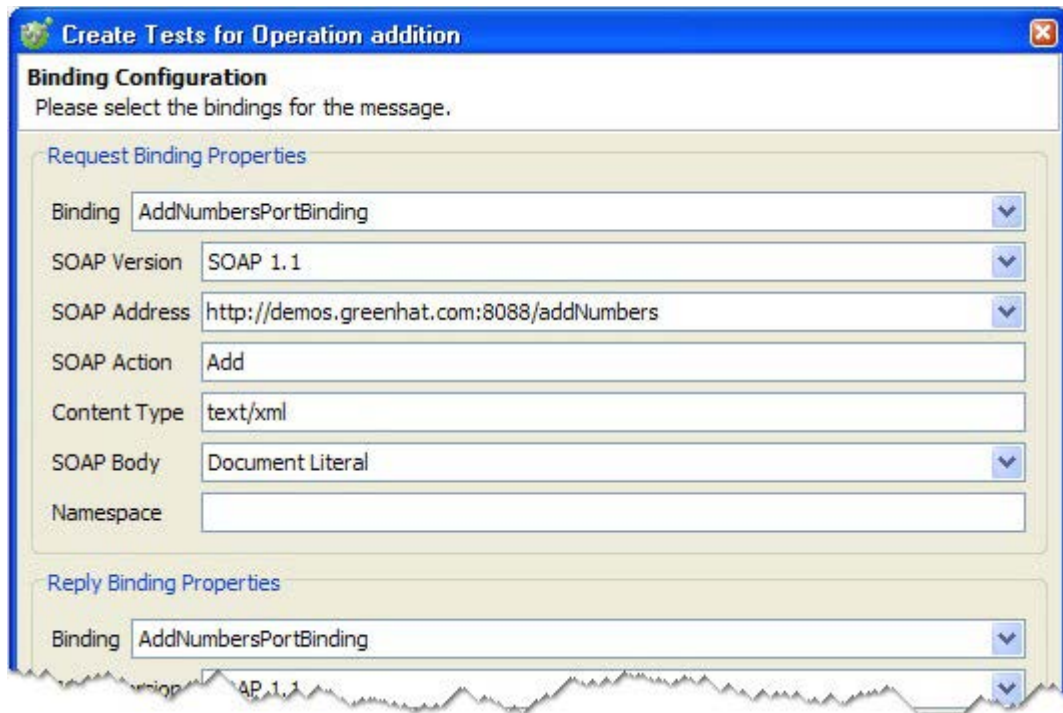 Create Tests for Operation addition
Binding Configuration
Please select the bindings for the message.
Request Binding Properties
Binding AddNumbersPortBinding
SOAP Version SOAP 1.1
SOAP Address http://demos.greenhat.com:8088/addNumbers
SOAP Action Add
Content Type text/xml
SOAP Body Document Literal
Namespace
Reply Binding Properties
Binding AddNumbersPortBinding